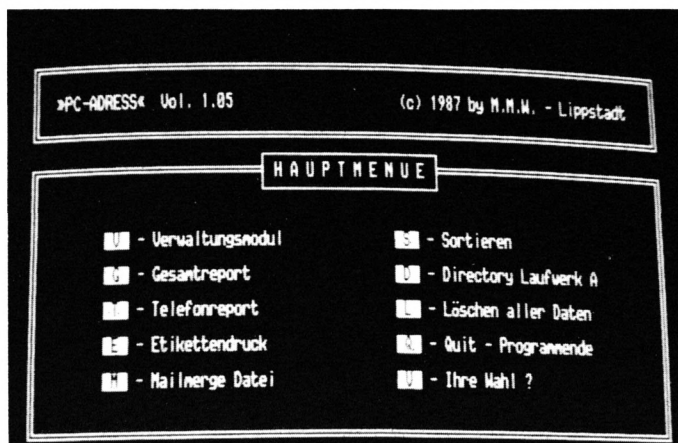 »PC-ADRESS« Vol. 1.05 (c) 1987 by M.M.W. - Lippstadt
HAUPTMENUE
V - Verwaltungsmodul
G - Gesamtreport
T - Telefonreport
E - Etikettendruck
M - Mailmerge Datei
S - Sortieren
D - Directory Laufwerk A
L - Löschen aller Daten
Q - Quit - Programmende
V - Ihre Wahl ?